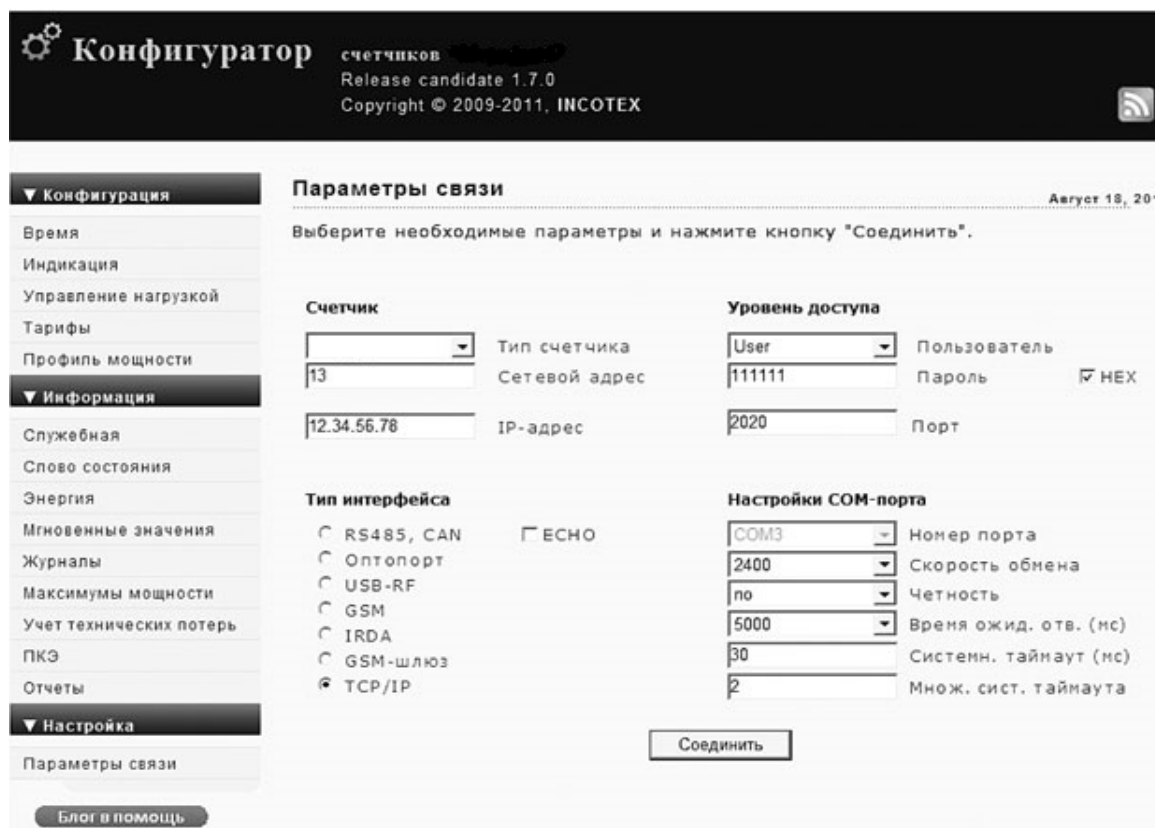 Конфигуратор
счетчиков
Release candidate 1.7.0
Copyright © 2009-2011, INCOTEX
▼ Конфигурация
Время
Индикация
Управление нагрузкой
Тарифы
Профиль мощности
▼ Информация
Служебная
Слово состояния
Энергия
Мгновенные значения
Журналы
Максимумы мощности
Учет технических потерь
ПКЭ
Отчеты
▼ Настройка
Параметры связи
Блог в помощь
Параметры связи
Август 18,
Выберите необходимые параметры и нажмите кнопку "Соединить".
Счетчик
Тип счетчика
13 Сетевой адрес
12.34.56.78 IP-адрес
Уровень доступа
User Пользователь
111111 Пароль HEX
2020 Порт
Тип интерфейса
RS485, CAN ECHO
Оптопорт
USB-RF
GSM
IRDA
GSM-шлюз
TCP/IP
Настройки COM-порта
COM3 Номер порта
2400 Скорость обмена
no Четность
5000 Время ожид. отв. (мс)
30 Системн. таймаут (мс)
2 Множ. сист. таймаута
Соединить